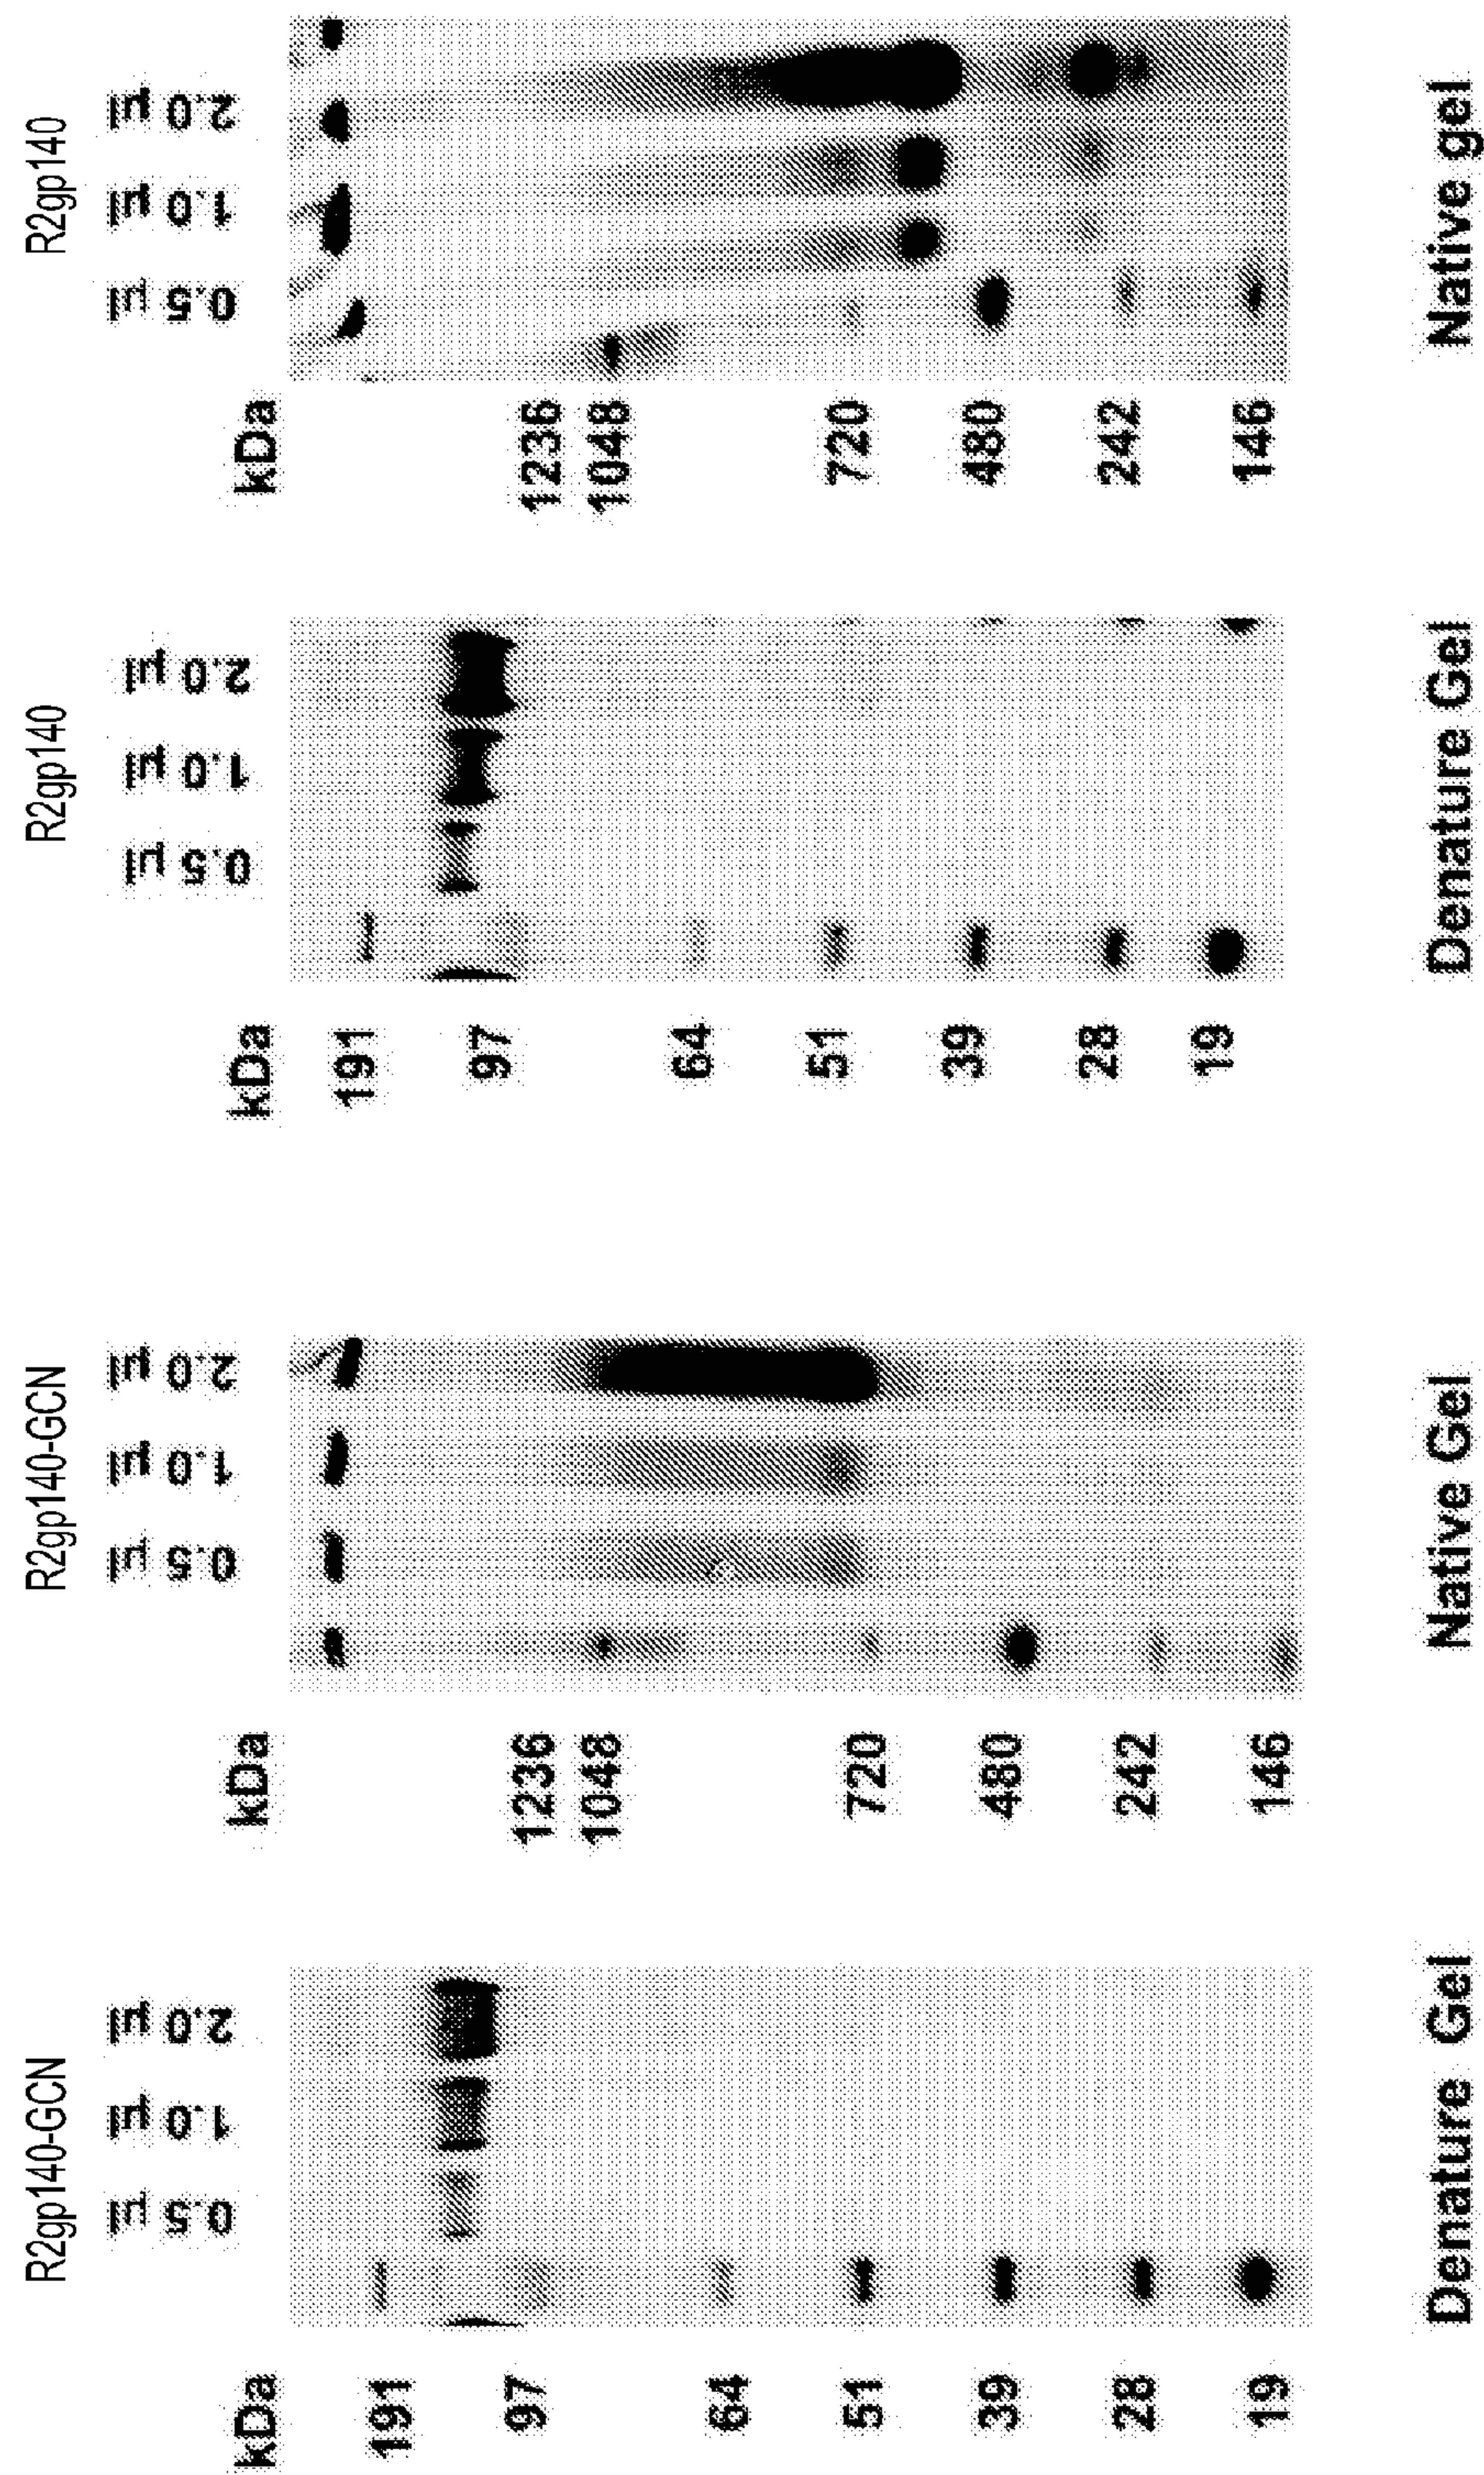 R2gp140-GCN
0.5 µl 1.0 µl 2.0 µl
kDa
191
97
64
51
39
28
19
Denature Gel
R2gp140-GCN
0.5 µl 1.0 µl 2.0 µl
kDa
1236
1048
720
480
242
146
Native Gel
R2gp140
0.5 µl 1.0 µl 2.0 µl
kDa
191
97
64
51
39
28
19
Denature Gel
R2gp140
0.5 µl 1.0 µl 2.0 µl
kDa
1236
1048
720
480
242
146
Native gel